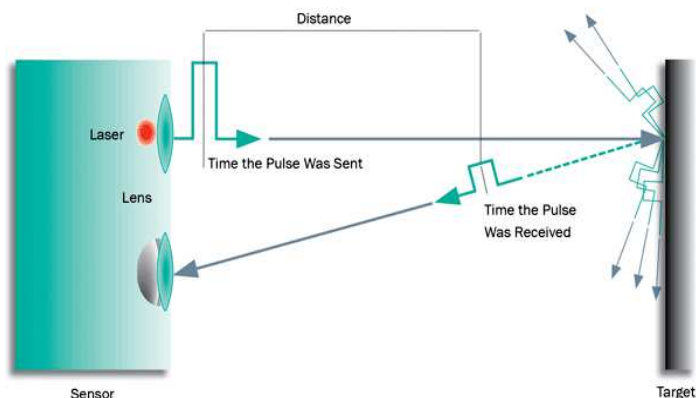 Distance
Laser
Time the Pulse Was Sent
Lens
Time the Pulse
Was Received
Sensor
Target